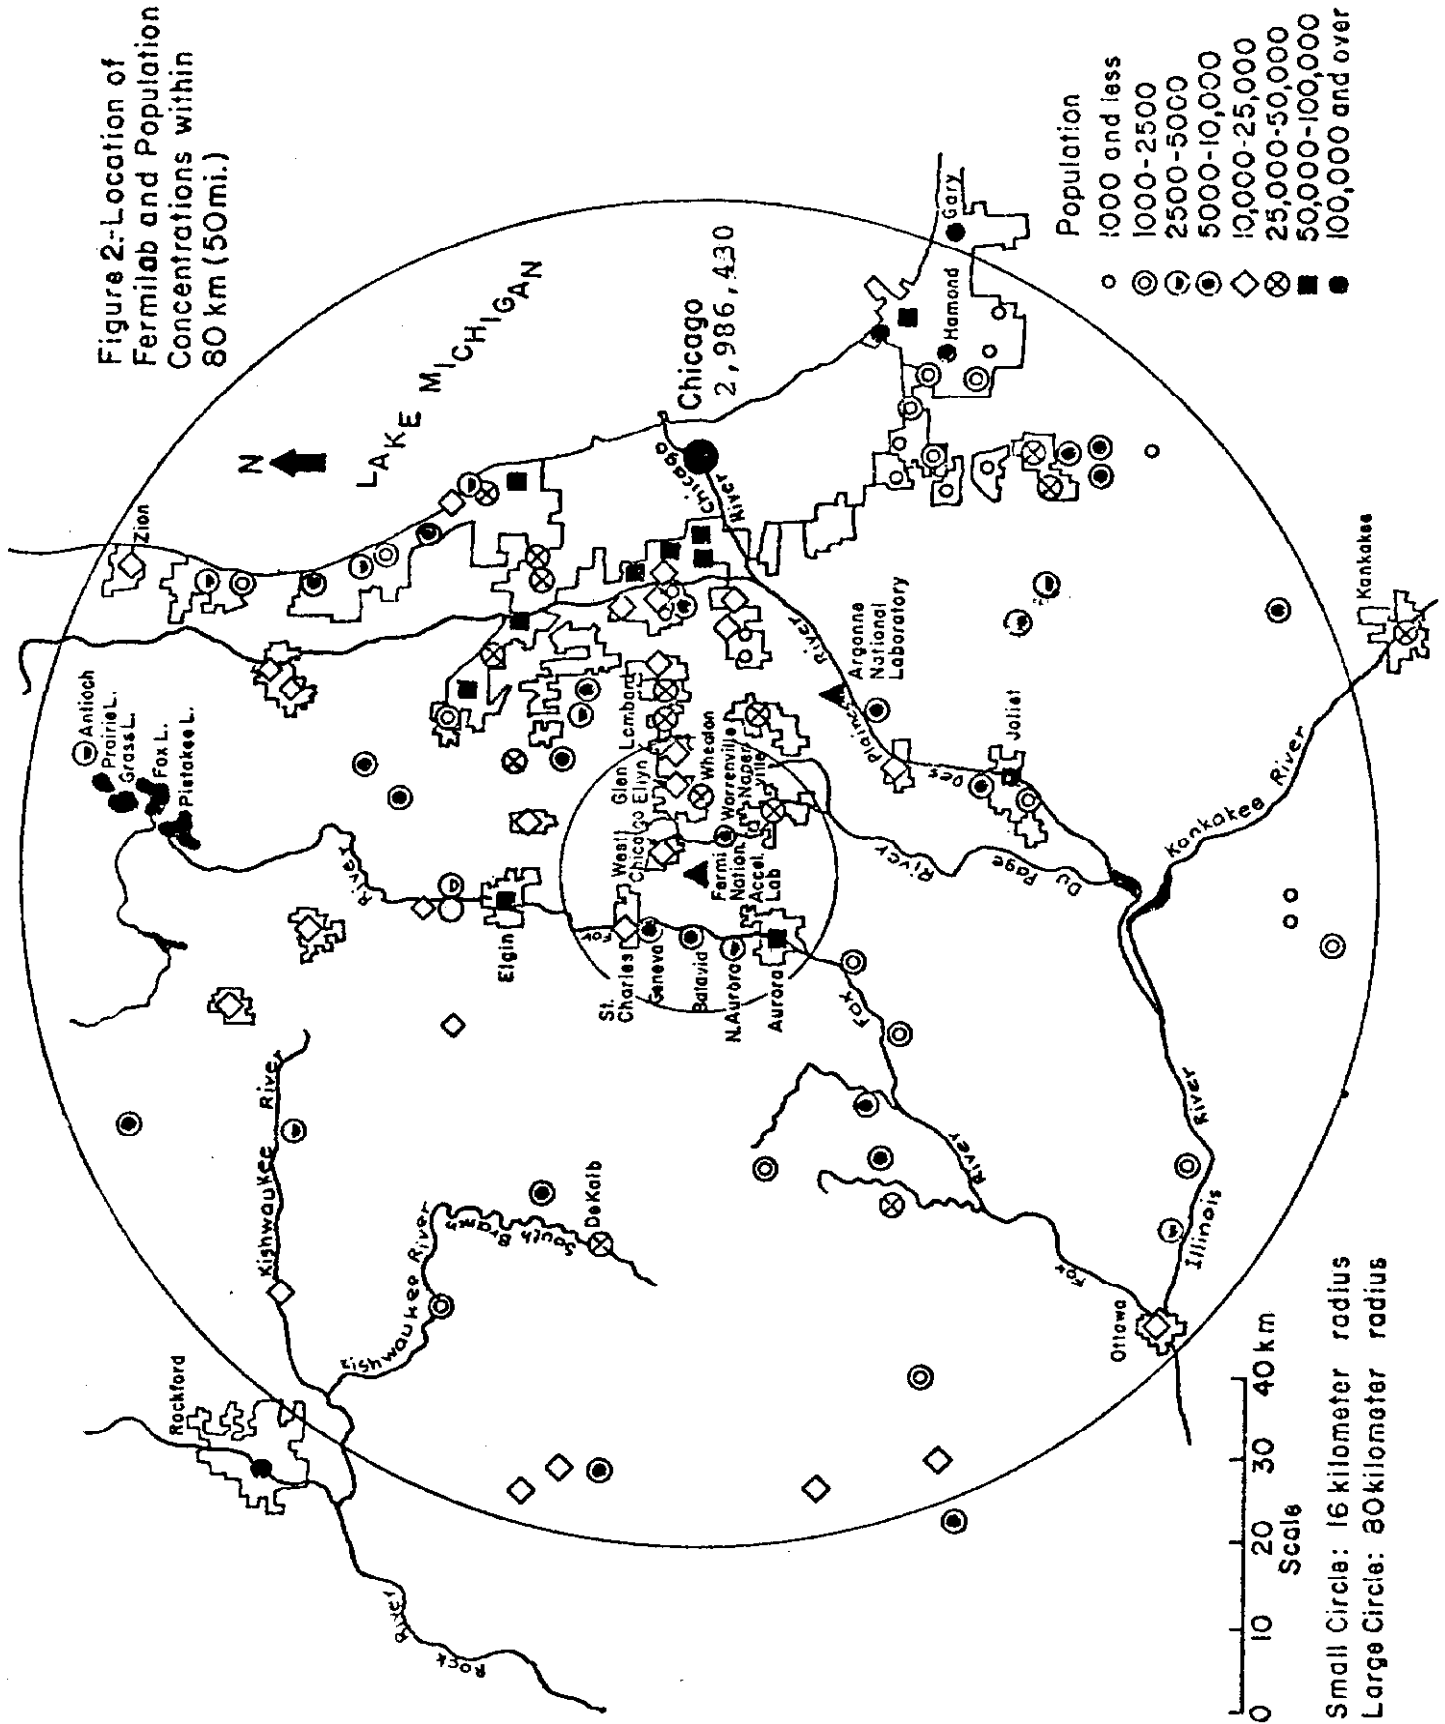 Figure 2.-Location of
Fermilab and Population
Concentrations within
80 km (50mi.)
N
LAKE MICHIGAN
Zion
Antioch
Prairie L.
Grass L.
Fox L.
Pistakee L.
Kishwaukee River
Rockford
Rock River
Kishwaukee River
South Branch
DeKalb
River
Elgin
Fox
St.
Charles
Geneva
Batavia
N.Aurora
Aurora
West
Chicago
Glen
Ellyn
Lombard
Wheaton
Warrenville
Naper
ville
Fermi
Nation.
Accel.
Lab
Chicago
2,986,430
Chicago
River
Argonne
National
Laboratory
Des Plaines River
Joliet
Du Page River
Kankakee River
Kankakee
Hamond
Gary
Fox River
Fox
Illinois River
Ottawa
Population
1000 and less
1000-2500
2500-5000
5000-10,000
10,000-25,000
25,000-50,000
50,000-100,000
100,000 and over
0 10 20 30 40 km
Scale
Small Circle: 16 kilometer radius
Large Circle: 80 kilometer radius